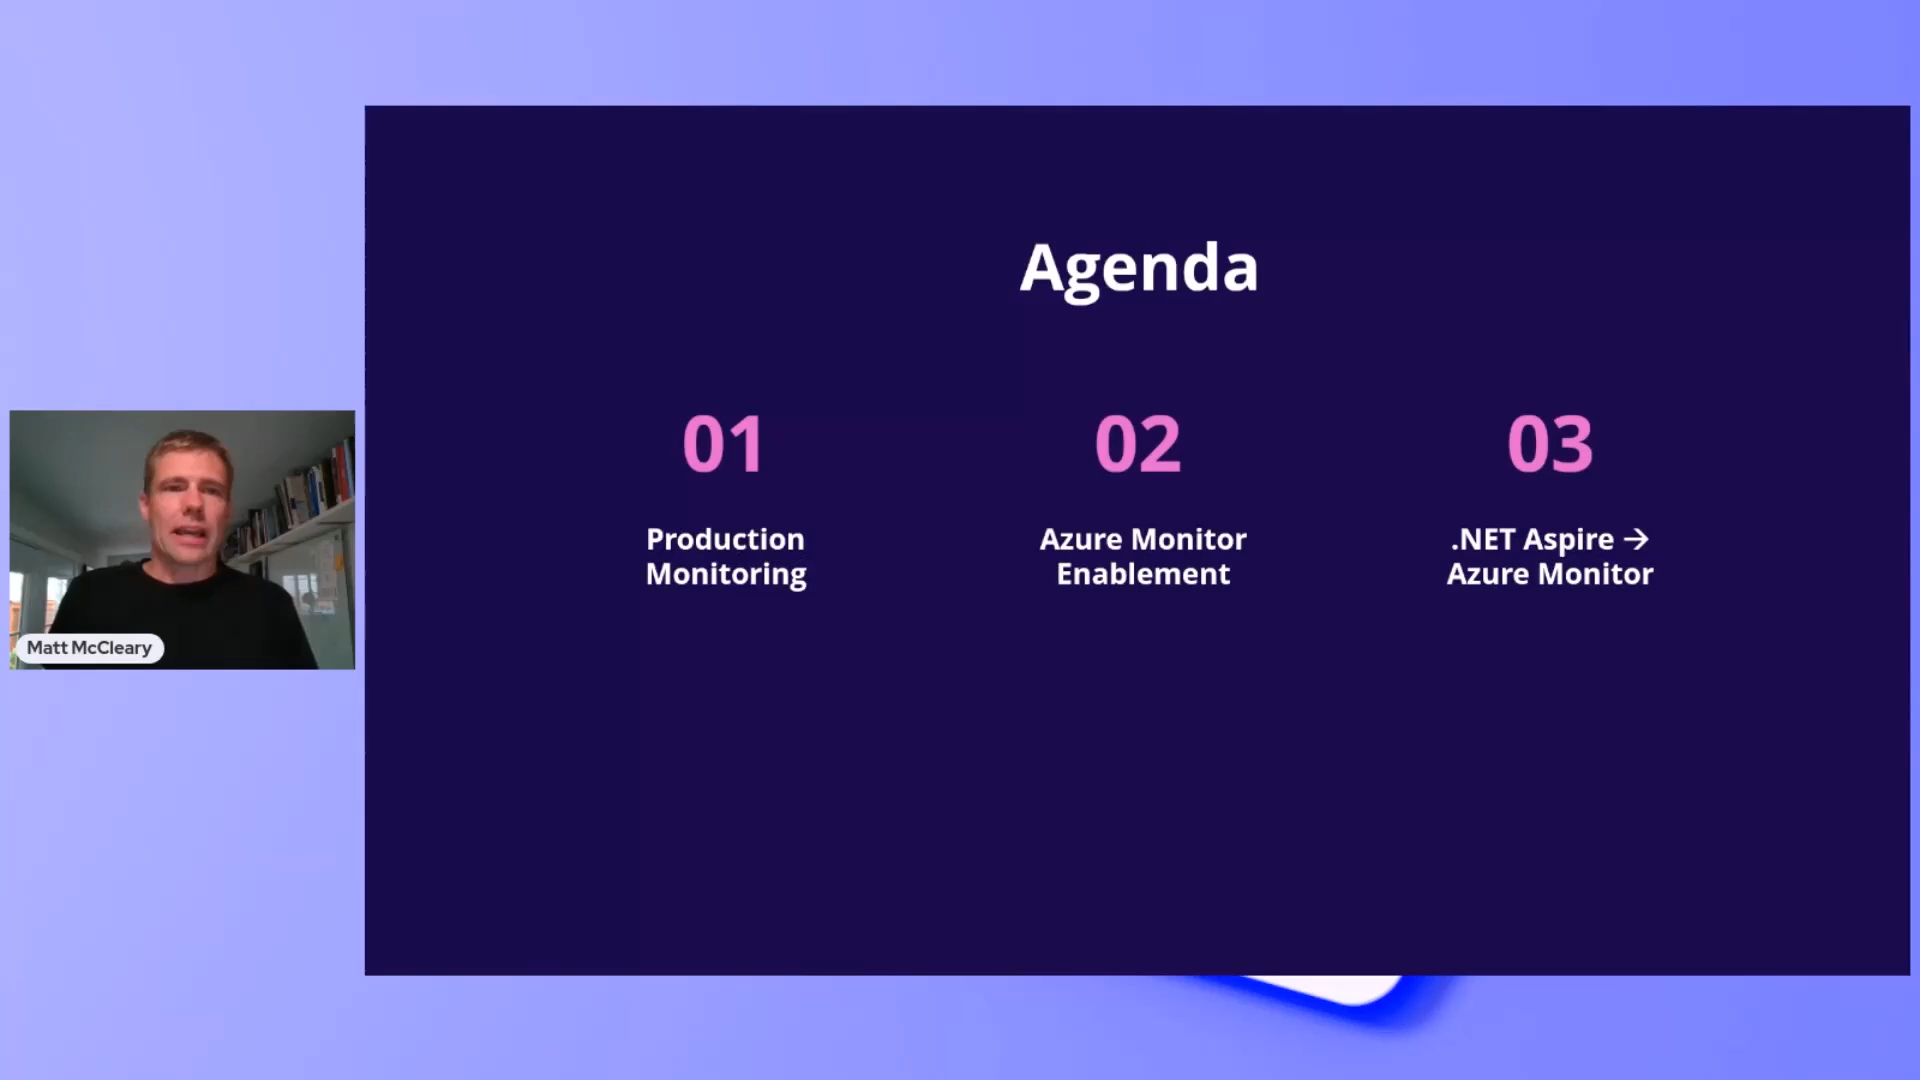 Agenda
01
Production
Monitoring
02
Azure Monitor
Enablement
03
.NET Aspire →
Azure Monitor
Matt McCleary